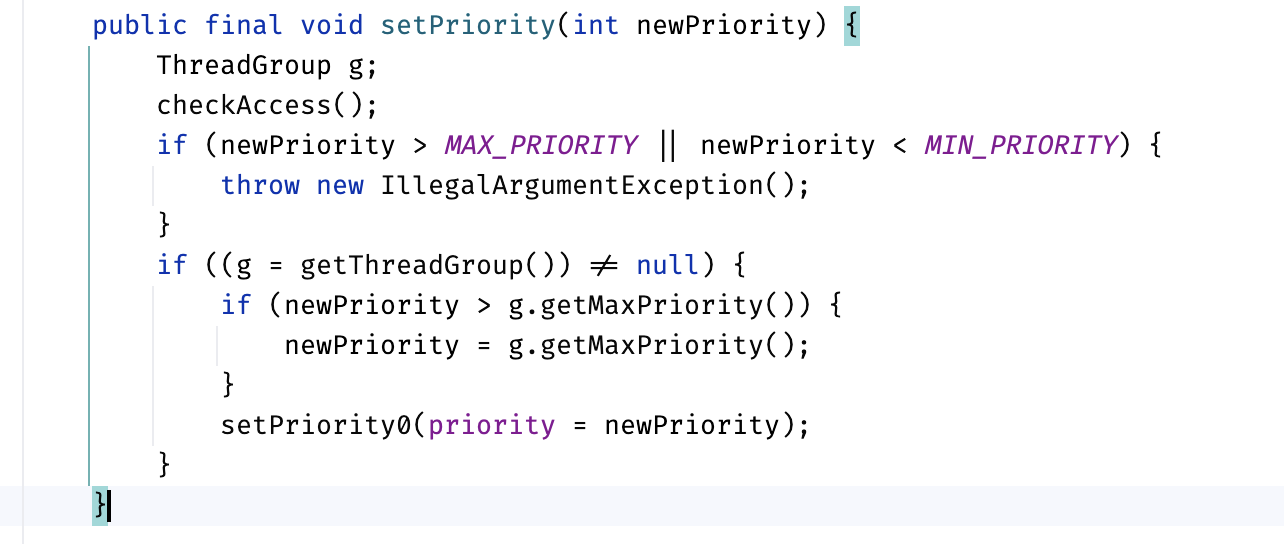 public final void setPriority(int newPriority) {
    ThreadGroup g;
    checkAccess();
    if (newPriority > MAX_PRIORITY || newPriority < MIN_PRIORITY) {
        throw new IllegalArgumentException();
    }
    if ((g = getThreadGroup()) ≠ null) {
        if (newPriority > g.getMaxPriority()) {
            newPriority = g.getMaxPriority();
        }
        setPriority0(priority = newPriority);
    }
}